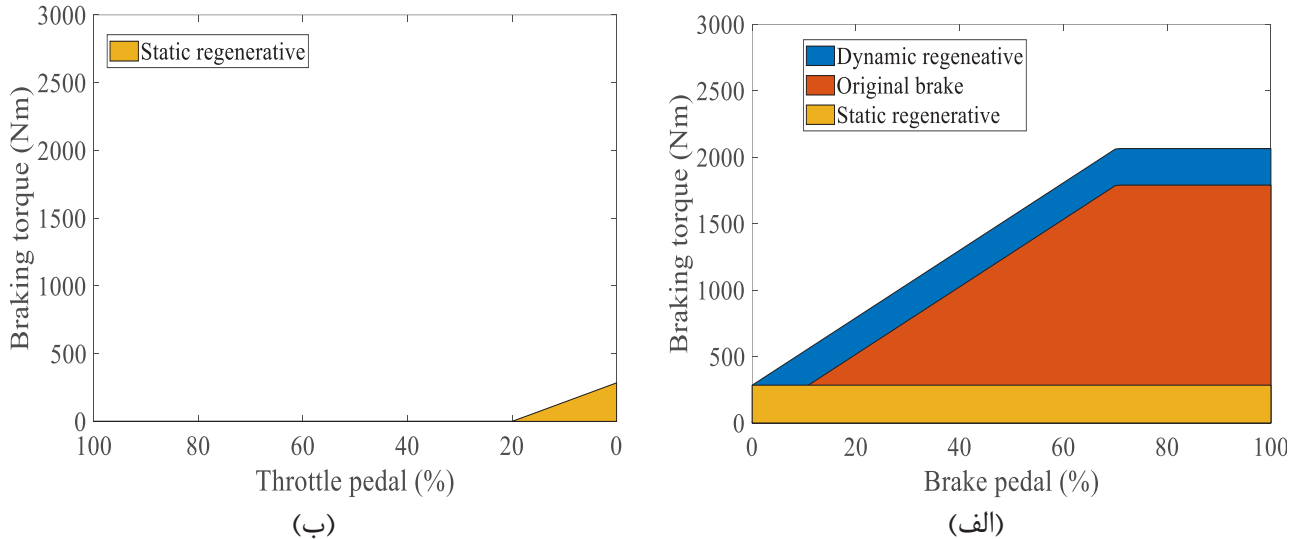 3000
2500
2000
1500
1000
500
0
Braking torque (Nm)
Static regenerative
100 80 60 40 20 0
Throttle pedal (%)
(ب)
3000
2500
2000
1500
1000
500
0
Braking torque (Nm)
Dynamic regeneative
Original brake
Static regenerative
0 20 40 60 80 100
Brake pedal (%)
(الف)